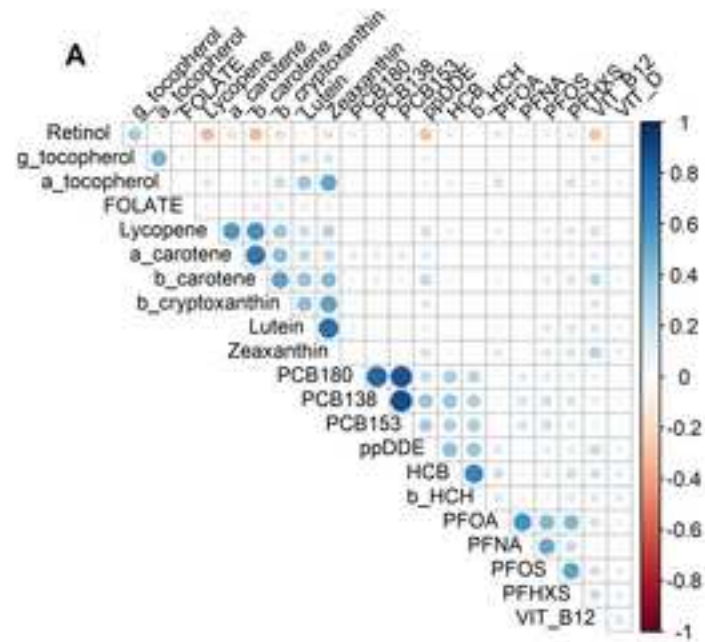 A
g_tocopherol
a_tocopherol
FOLATE
Lycopene
a_carotene
b_carotene
b_cryptoxanthin
Lutein
Zeaxanthin
PCB180
PCB138
PCB153
ppDDE
HCB
b_HCH
PFOA
PFNA
PFOS
PFHXS
VIT_B12
VIT_D
Retinol
g_tocopherol
a_tocopherol
FOLATE
Lycopene
a_carotene
b_carotene
b_cryptoxanthin
Lutein
Zeaxanthin
PCB180
PCB138
PCB153
ppDDE
HCB
b_HCH
PFOA
PFNA
PFOS
PFHXS
VIT_B12
1
0.8
0.6
0.4
0.2
0
-0.2
-0.4
-0.6
-0.8
-1